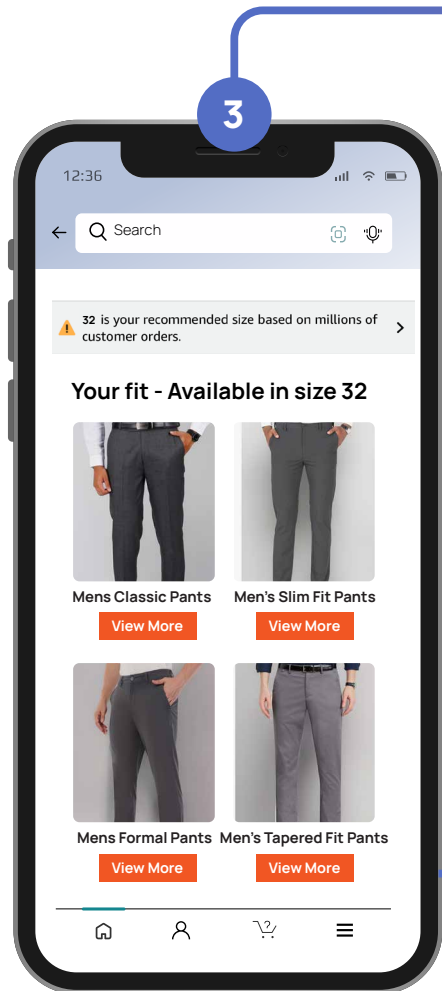 3
12:36
Search
32 is your recommended size based on millions of
customer orders.
Your fit - Available in size 32
Mens Classic Pants
Men's Slim Fit Pants
View More
View More
Mens Formal Pants
Men's Tapered Fit Pants
View More
View More
2